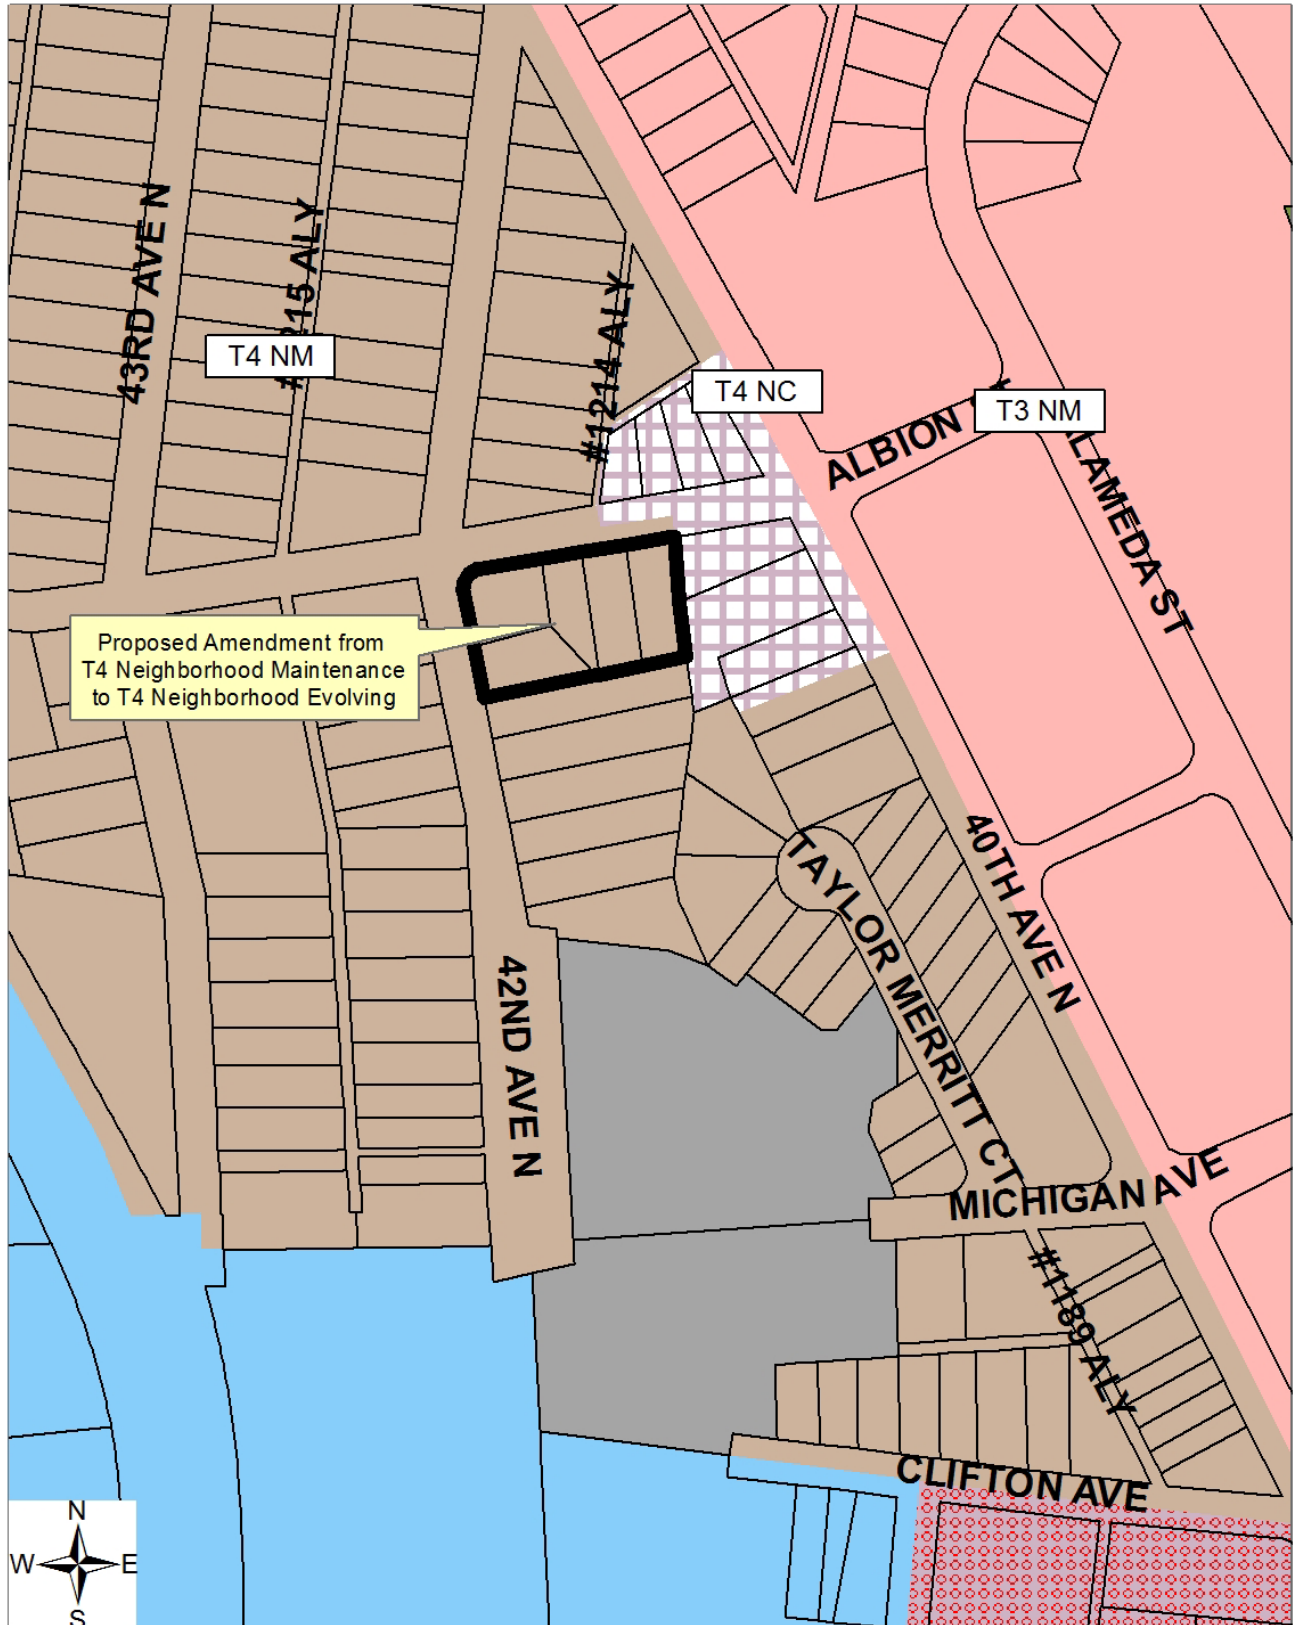 43RD AVE N
#1215 ALY
T4 NM
#1214 ALY
T4 NC
T3 NM
ALBION
ALAMEDA ST
Proposed Amendment from
T4 Neighborhood Maintenance
to T4 Neighborhood Evolving
40TH AVE N
TAYLOR MERRITT CT
42ND AVE N
MICHIGAN AVE
#1189 ALY
CLIFTON AVE
N
W E
S